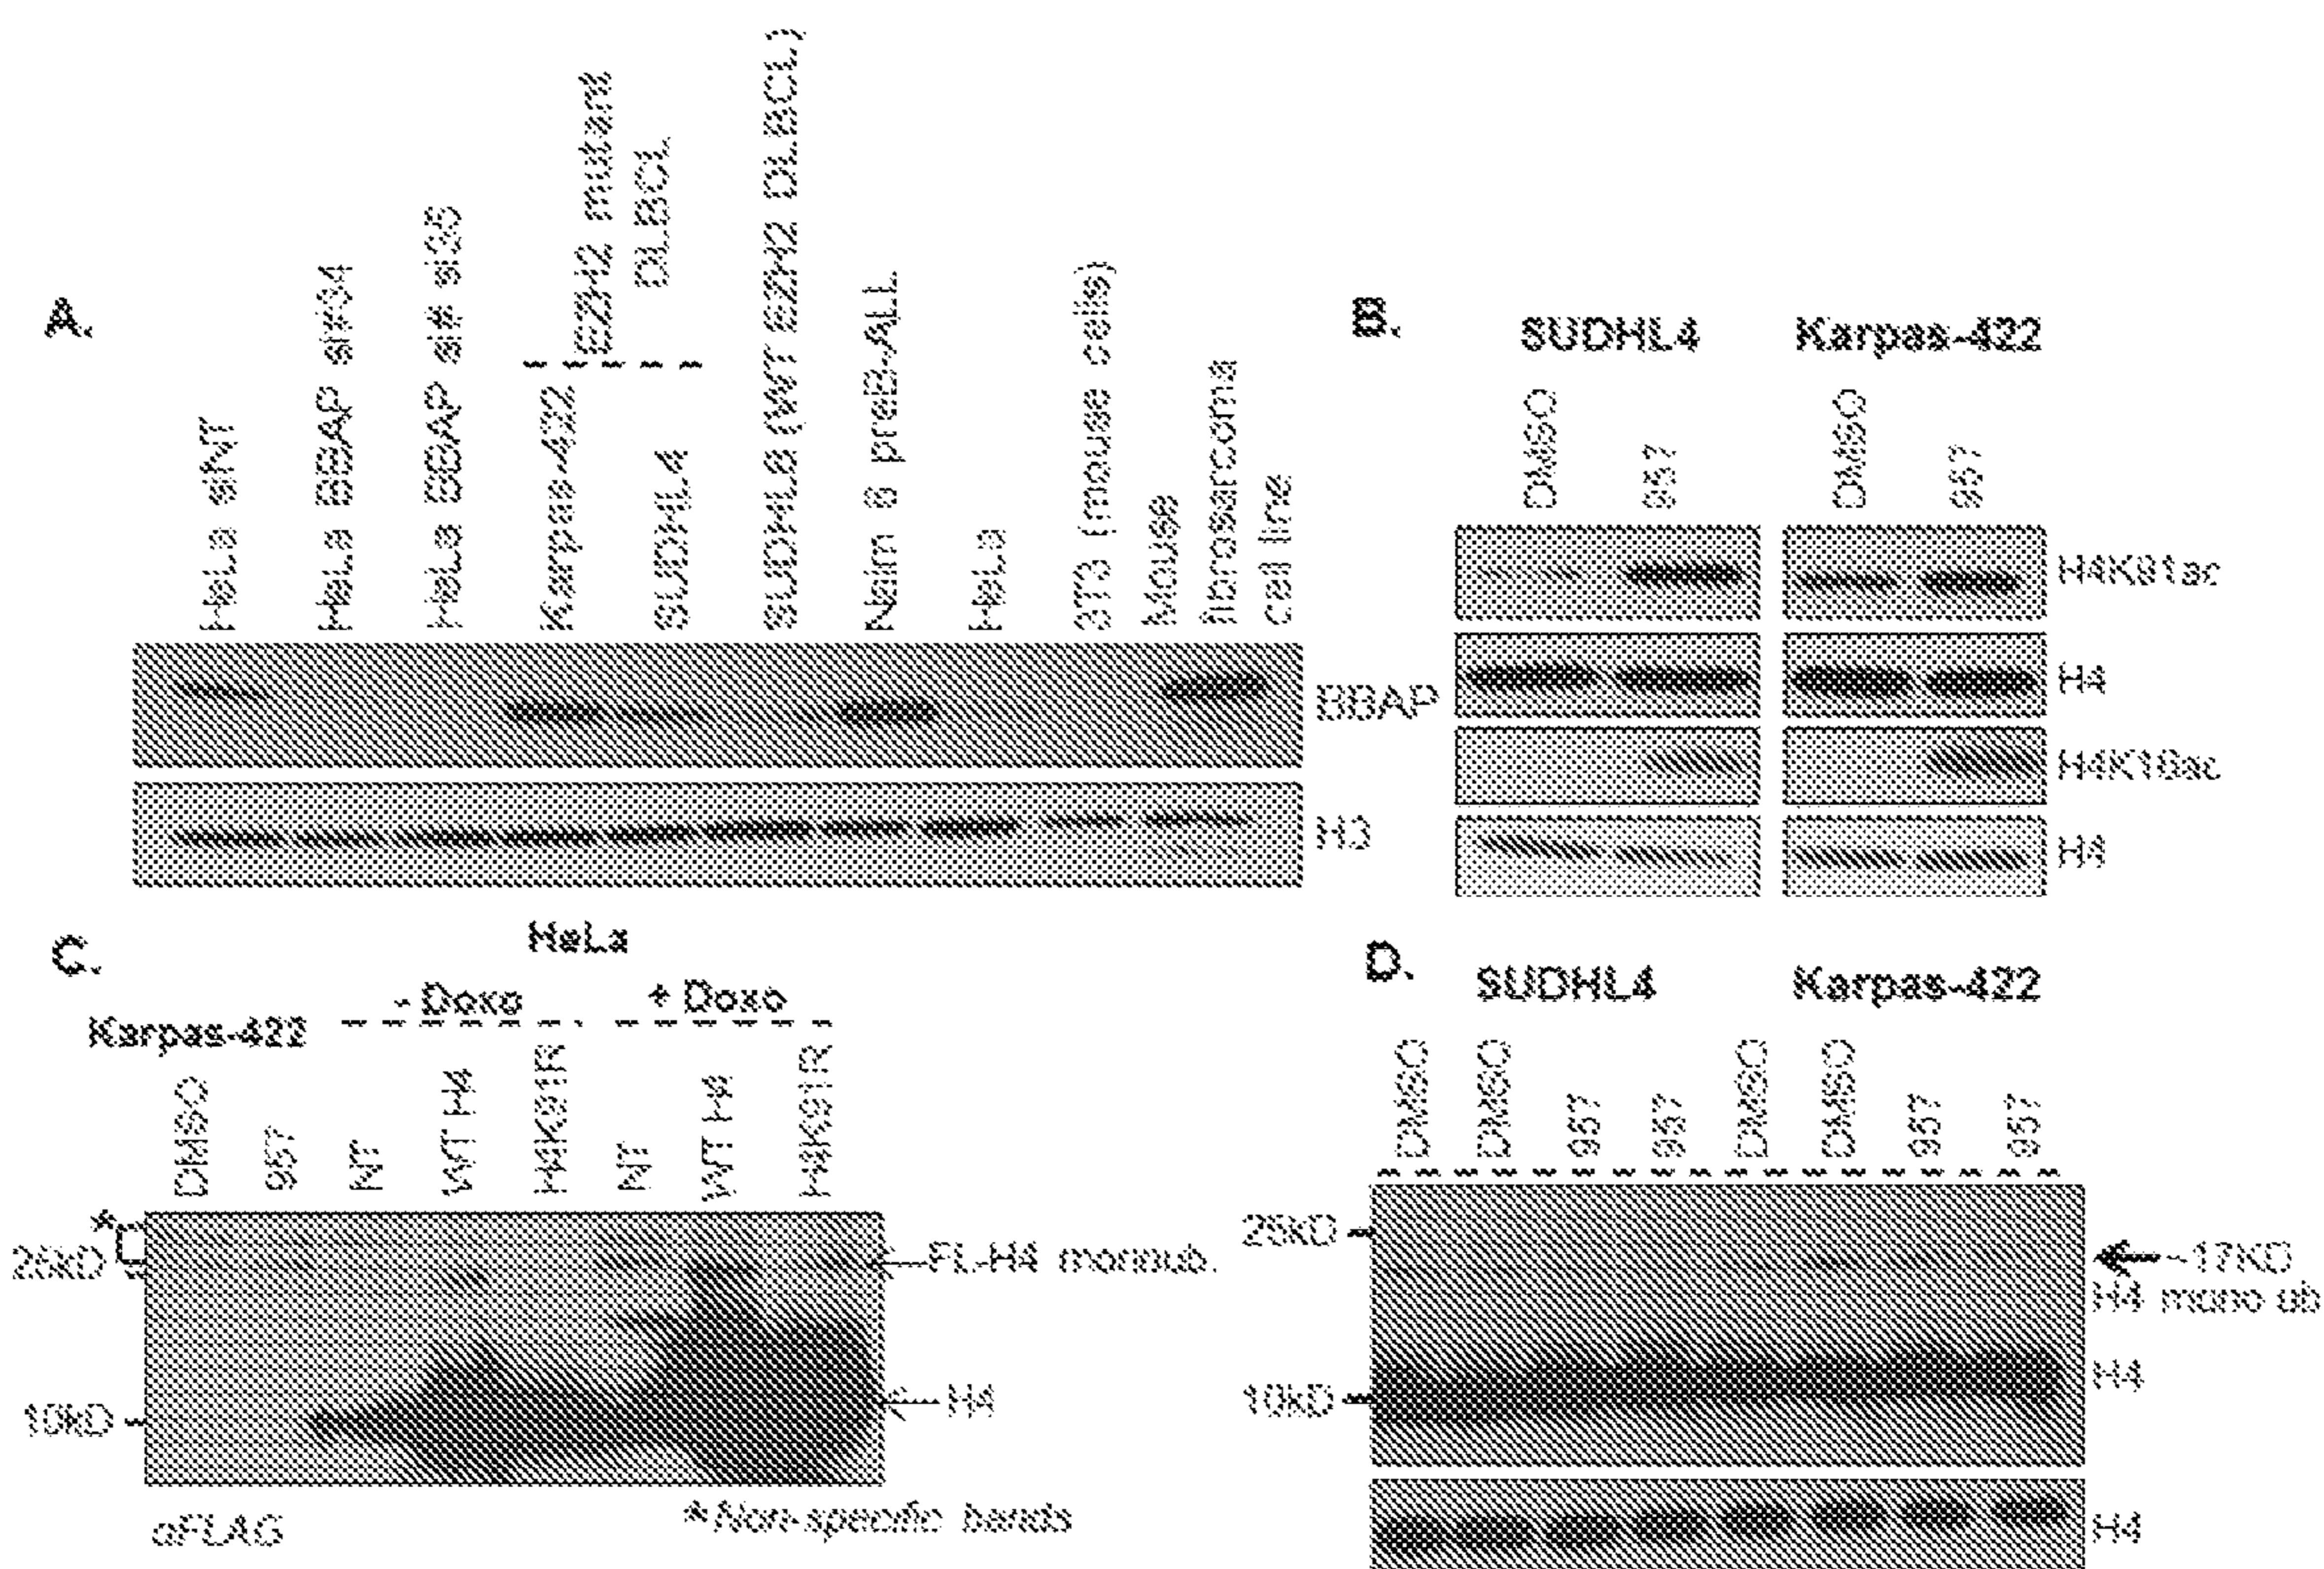 A.
HeLa siNT
HeLa BBAP si#34
HeLa BBAP si# si35
Karpas-422
SUDHL4
EZH2 mutant
DLBCL
SUDHL6 (WT EZH2 DLBCL)
Nalm 6 preB-ALL
HeLa
3T3 (mouse cells)
Mouse
fibrosarcoma
cell line
BBAP
H3
B.
SUDHL4
Karpas-422
DMSO
957
DMSO
957
H4K91ac
H4
H4K16ac
H4
C.
HeLa
- Doxo
+ Doxo
Karpas-422
DMSO
957
NT
WT H4
H4K91R
NT
WT H4
H4K91R
*
25kD
10kD
FL-H4 monoub.
H4
αFLAG
*Non-specific bands
D.
SUDHL4
Karpas-422
DMSO
DMSO
957
957
DMSO
DMSO
957
957
25kD
10kD
~17KD
H4 mono ub
H4
H4